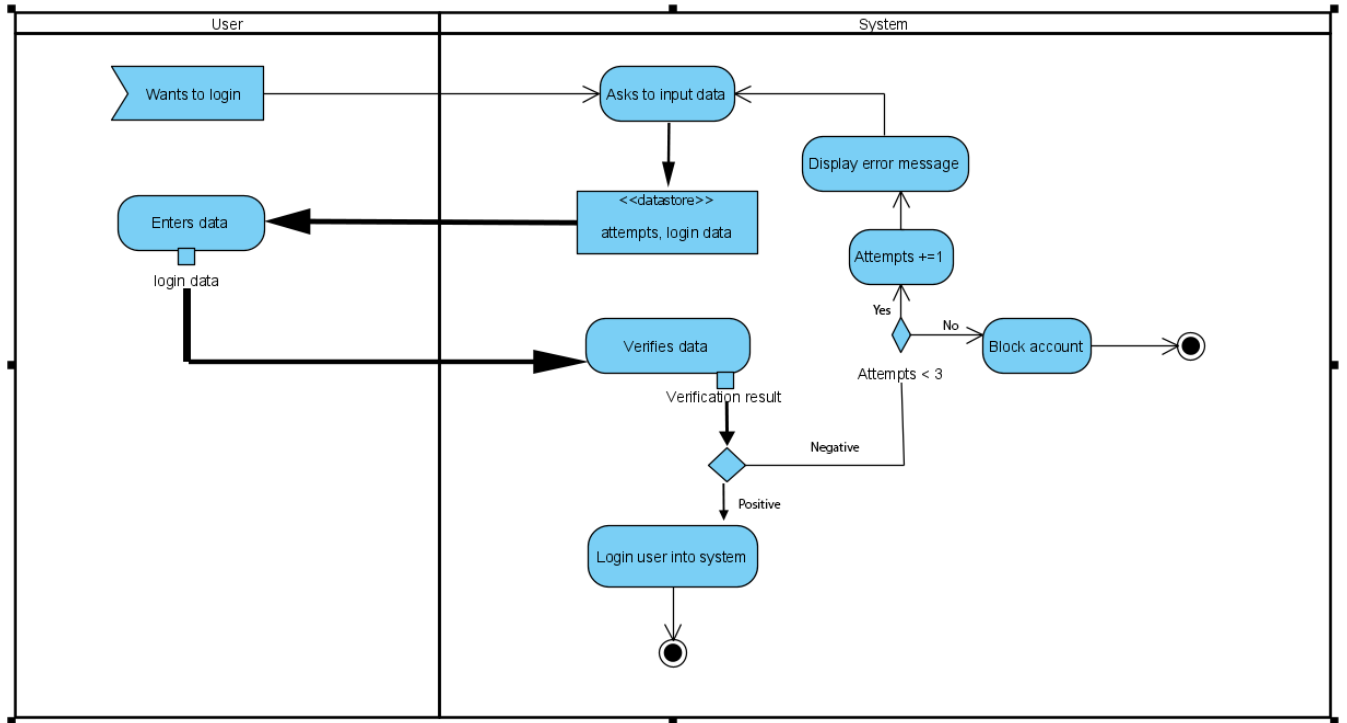 User
System
Wants to login
Asks to input data
Display error message
<<datastore>>
attempts, login data
Enters data
login data
Attempts +=1
Yes
No
Block account
Attempts < 3
Verifies data
Verification result
Negative
Positive
Login user into system